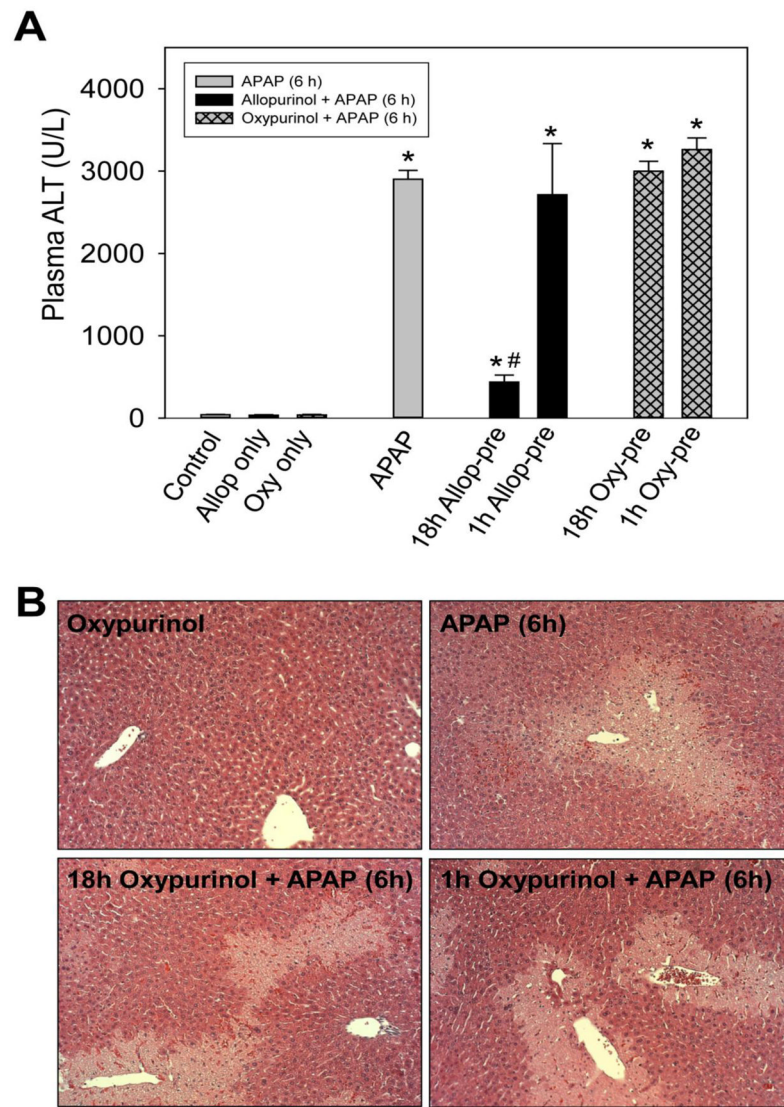 A
Plasma ALT (U/L)
4000
3000
2000
1000
0
APAP (6 h)
Allopurinol + APAP (6 h)
Oxypurinol + APAP (6 h)
*
*#
*
*
*
Control
Allop only
Oxy only
APAP
18h Allop-pre
1h Allop-pre
18h Oxy-pre
1h Oxy-pre
B
Oxypurinol
APAP (6h)
18h Oxypurinol + APAP (6h)
1h Oxypurinol + APAP (6h)